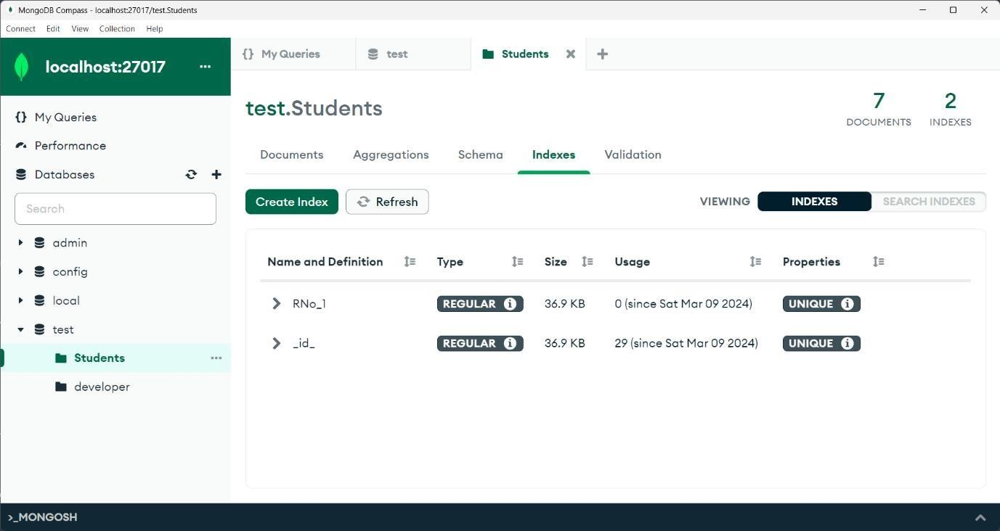 MongoDB Compass - localhost:27017/test.Students
Connect Edit View Collection Help
localhost:27017 ...
{} My Queries
test
Students
My Queries
Performance
Databases
Search
admin
config
local
test
Students ...
developer
test.Students
7
DOCUMENTS
2
INDEXES
Documents Aggregations Schema Indexes Validation
Create Index Refresh
VIEWING INDEXES SEARCH INDEXES
Name and Definition Type Size Usage Properties
RNo_1 REGULAR 36.9 KB 0 (since Sat Mar 09 2024) UNIQUE
_id_ REGULAR 36.9 KB 29 (since Sat Mar 09 2024) UNIQUE
>_MONGOSH